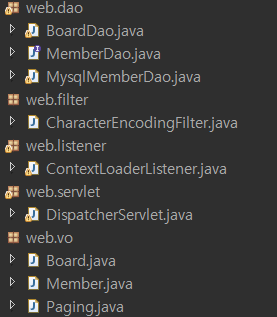 web.dao
BoardDao.java
MemberDao.java
MysqlMemberDao.java
web.filter
CharacterEncodingFilter.java
web.listener
ContextLoaderListener.java
web.servlet
DispatcherServlet.java
web.vo
Board.java
Member.java
Paging.java